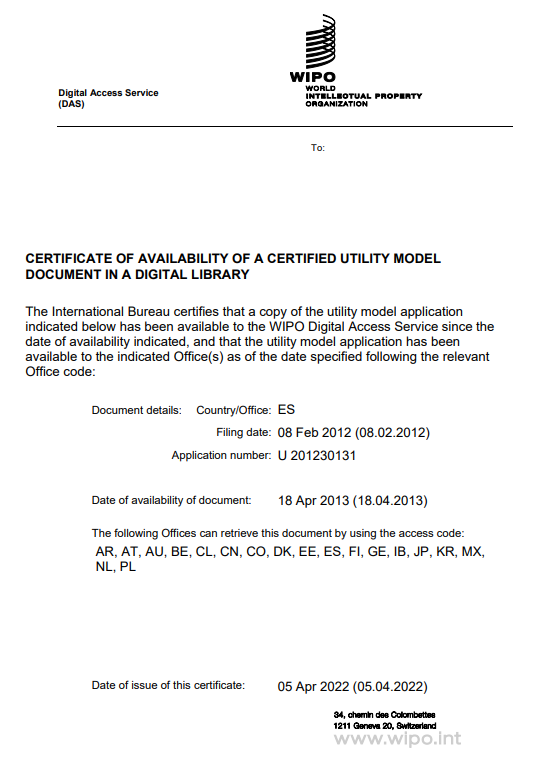 WIPO
WORLD
INTELLECTUAL PROPERTY
ORGANIZATION
Digital Access Service
(DAS)
To:
CERTIFICATE OF AVAILABILITY OF A CERTIFIED UTILITY MODEL
DOCUMENT IN A DIGITAL LIBRARY
The International Bureau certifies that a copy of the utility model application
indicated below has been available to the WIPO Digital Access Service since the
date of availability indicated, and that the utility model application has been
available to the indicated Office(s) as of the date specified following the relevant
Office code:
Document details: Country/Office: ES
Filing date: 08 Feb 2012 (08.02.2012)
Application number: U 201230131
Date of availability of document: 18 Apr 2013 (18.04.2013)
The following Offices can retrieve this document by using the access code:
AR, AT, AU, BE, CL, CN, CO, DK, EE, ES, FI, GE, IB, JP, KR, MX,
NL, PL
Date of issue of this certificate: 05 Apr 2022 (05.04.2022)
34, chemin des Colombettes
1211 Geneva 20, Switzerland
www.wipo.int